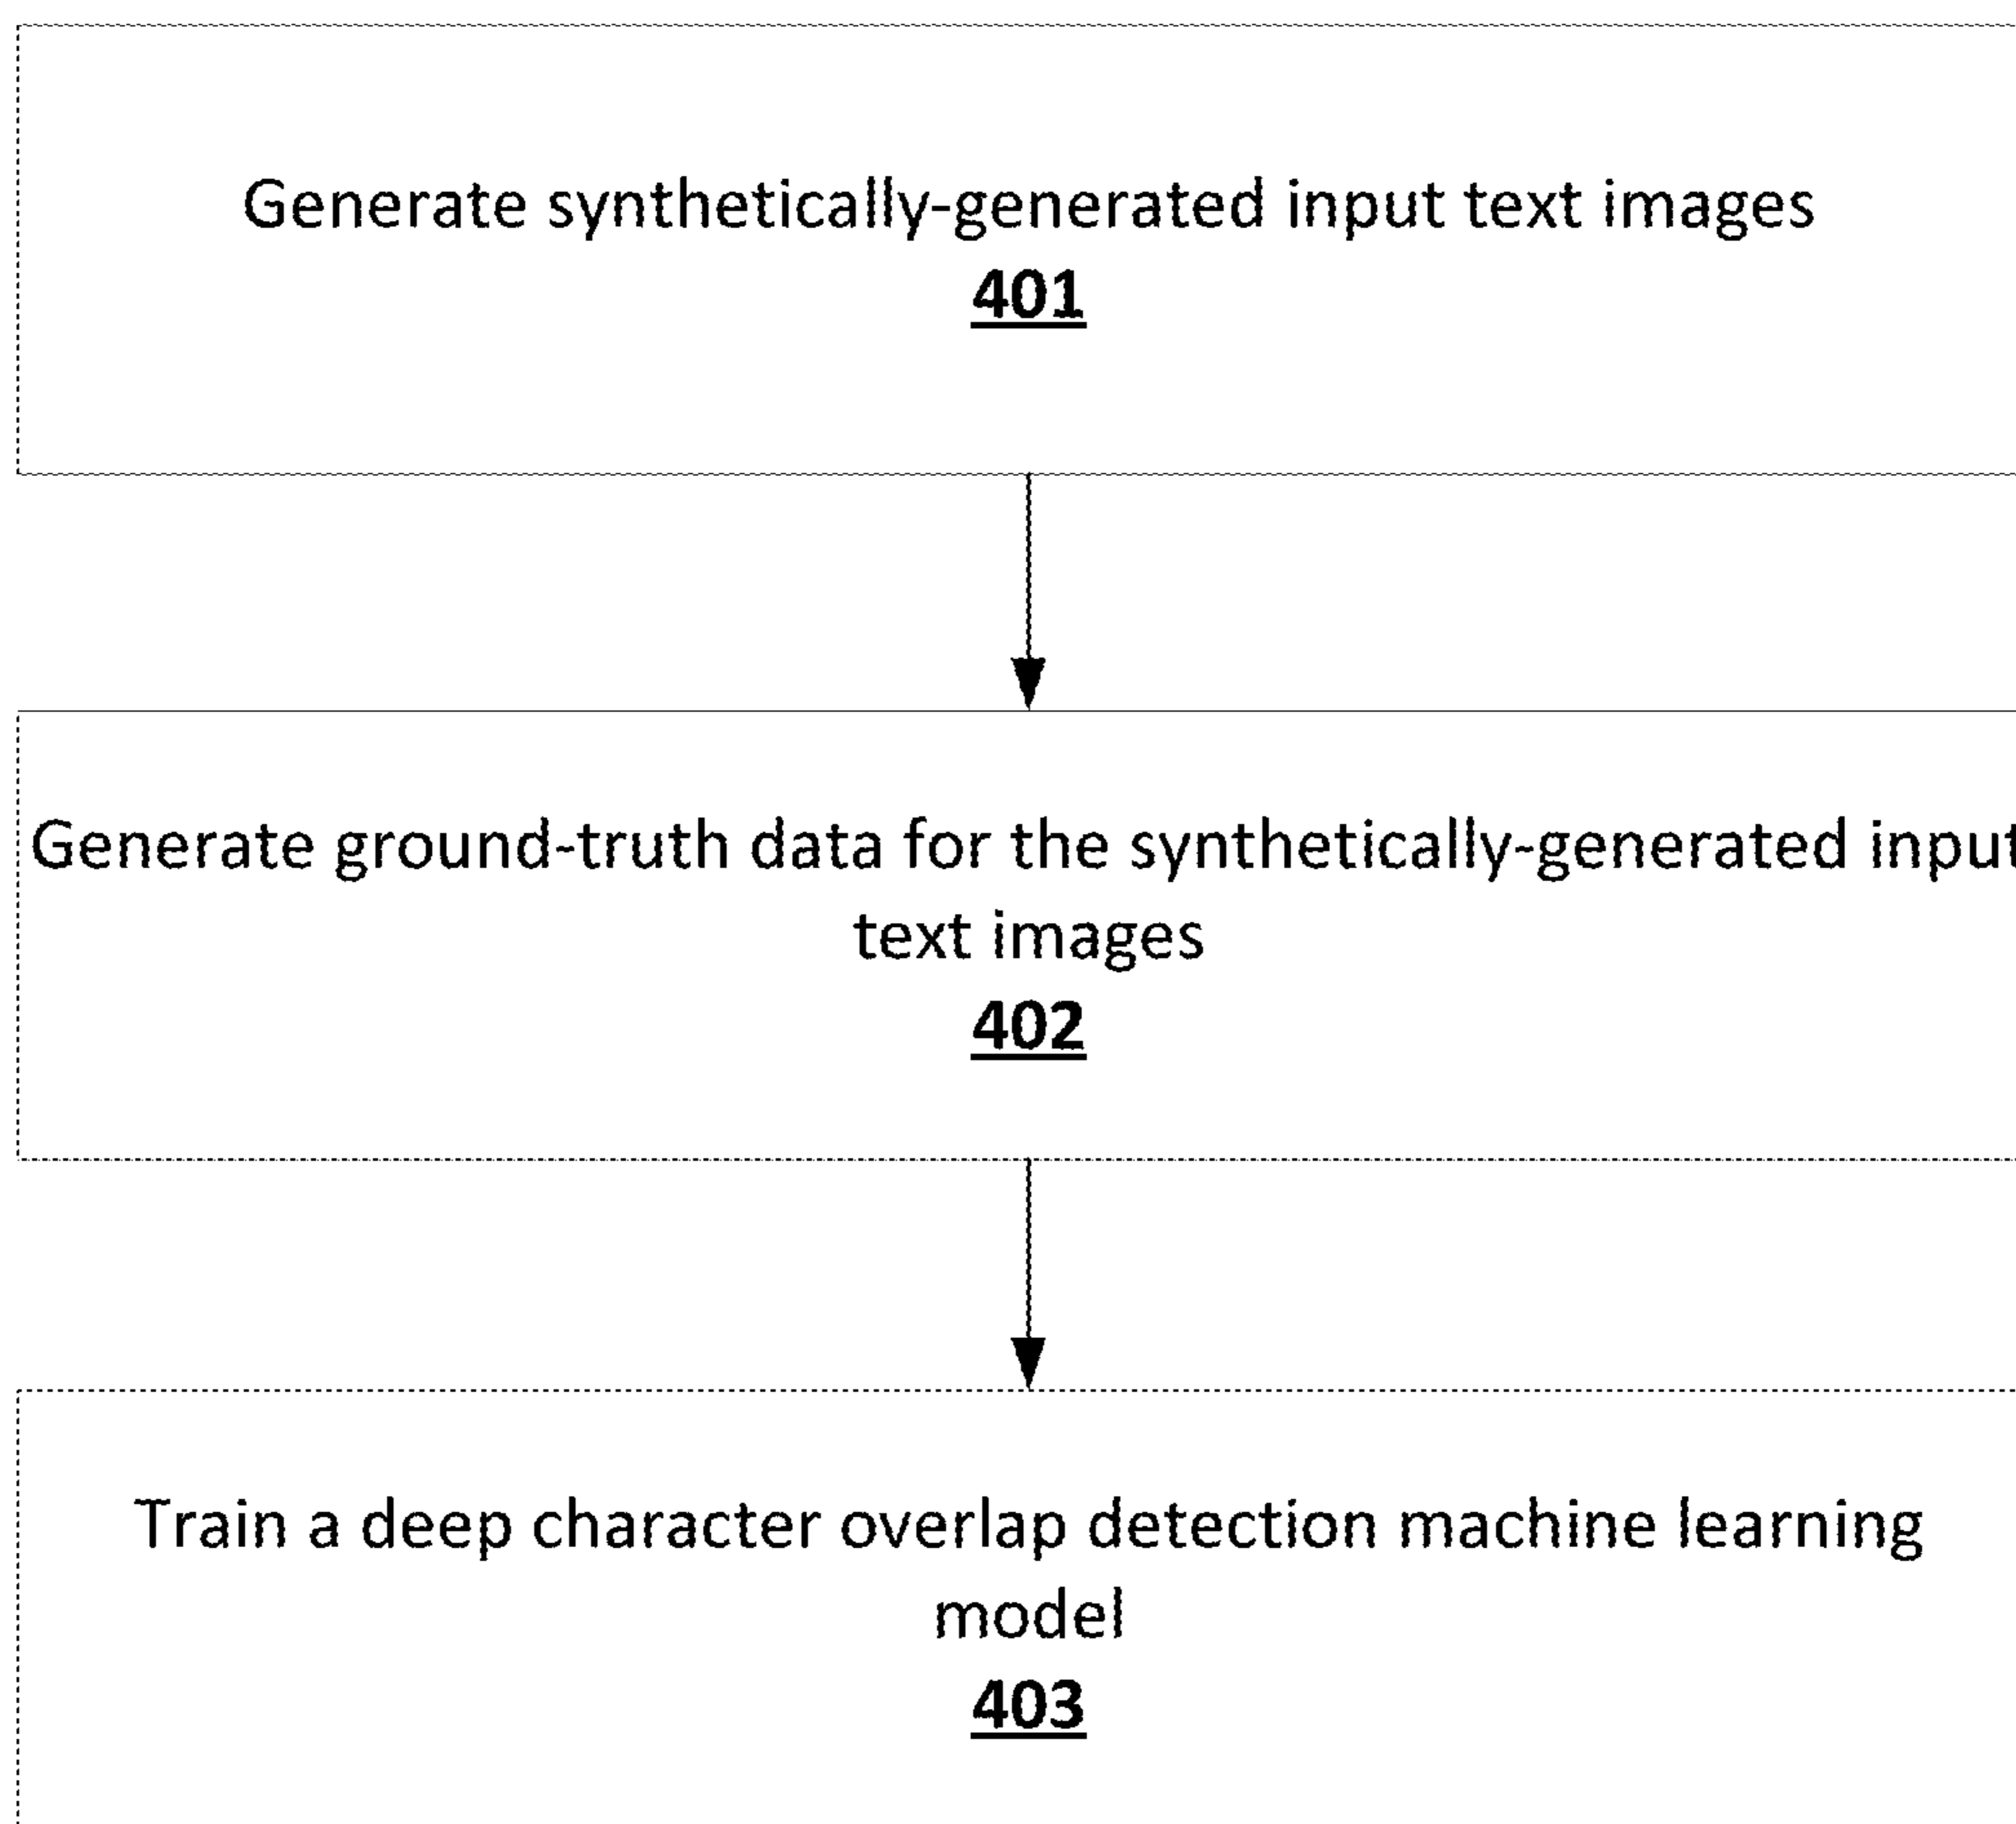 Generate synthetically-generated input text images
401
Generate ground-truth data for the synthetically-generated input
text images
402
Train a deep character overlap detection machine learning
model
403